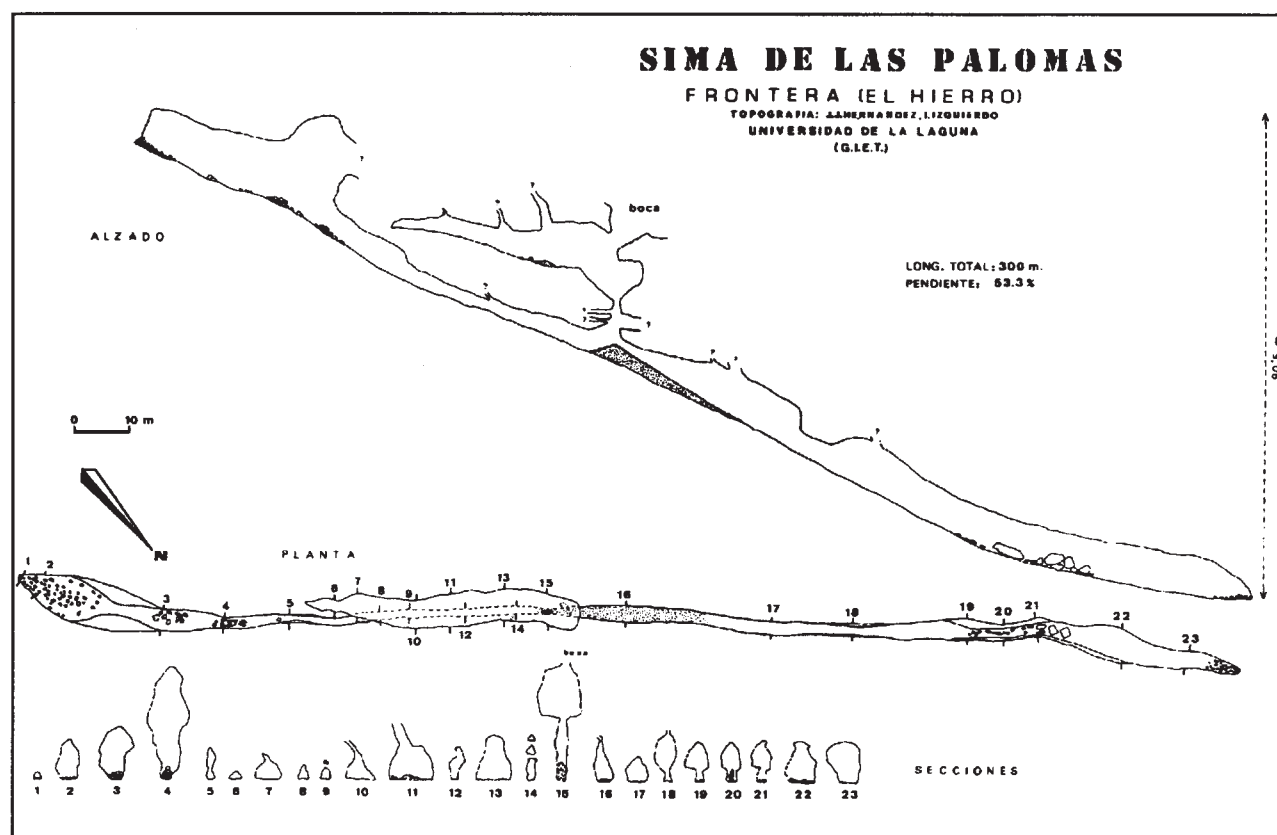 SIMA DE LAS PALOMAS
FRONTERA (EL HIERRO)
TOPOGRAFIA: J.J.HERNANDEZ, I.IZQUIERDO
UNIVERSIDAD DE LA LAGUNA
(G.I.E.T.)
?
? ? ?
boca
ALZADO
LONG. TOTAL: 300 m.
PENDIENTE: 53.3 %
?
?
?
?
? ?
?
0 10 m
N
PLANTA
1 2 3 4 5 6 7 8 9 11 13 15 16 17 18 19 20 21 22 23
10 12 14
boca
SECCIONES
1 2 3 4 5 6 7 8 9 10 11 12 13 14 15 16 17 18 19 20 21 22 23